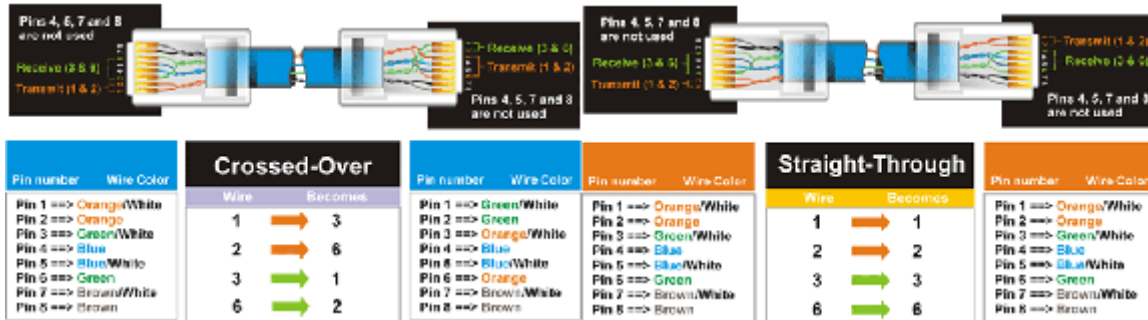 Pins 4, 5, 7 and 8
are not used
Receive (3 & 6)
Transmit (1 & 2)
Receive (3 & 6)
Transmit (1 & 2)
Pins 4, 5, 7 and 8
are not used
Pins 4, 5, 7 and 8
are not used
Receive (3 & 6)
Transmit (1 & 2)
Transmit (1 & 2)
Receive (3 & 6)
Pins 4, 5, 7 and 8
are not used
Pin number Wire Color
Pin 1 ==> Orange/White
Pin 2 ==> Orange
Pin 3 ==> Green/White
Pin 4 ==> Blue
Pin 5 ==> Blue/White
Pin 6 ==> Green
Pin 7 ==> Brown/White
Pin 8 ==> Brown
Crossed-Over
Wire Becomes
1 3
2 6
3 1
6 2
Pin number Wire Color
Pin 1 ==> Green/White
Pin 2 ==> Green
Pin 3 ==> Orange/White
Pin 4 ==> Blue
Pin 5 ==> Blue/White
Pin 6 ==> Orange
Pin 7 ==> Brown/White
Pin 8 ==> Brown
Pin number Wire Color
Pin 1 ==> Orange/White
Pin 2 ==> Orange
Pin 3 ==> Green/White
Pin 4 ==> Blue
Pin 5 ==> Blue/White
Pin 6 ==> Green
Pin 7 ==> Brown/White
Pin 8 ==> Brown
Straight-Through
Wire Becomes
1 1
2 2
3 3
6 6
Pin number Wire Color
Pin 1 ==> Orange/White
Pin 2 ==> Orange
Pin 3 ==> Green/White
Pin 4 ==> Blue
Pin 5 ==> Blue/White
Pin 6 ==> Green
Pin 7 ==> Brown/White
Pin 8 ==> Brown